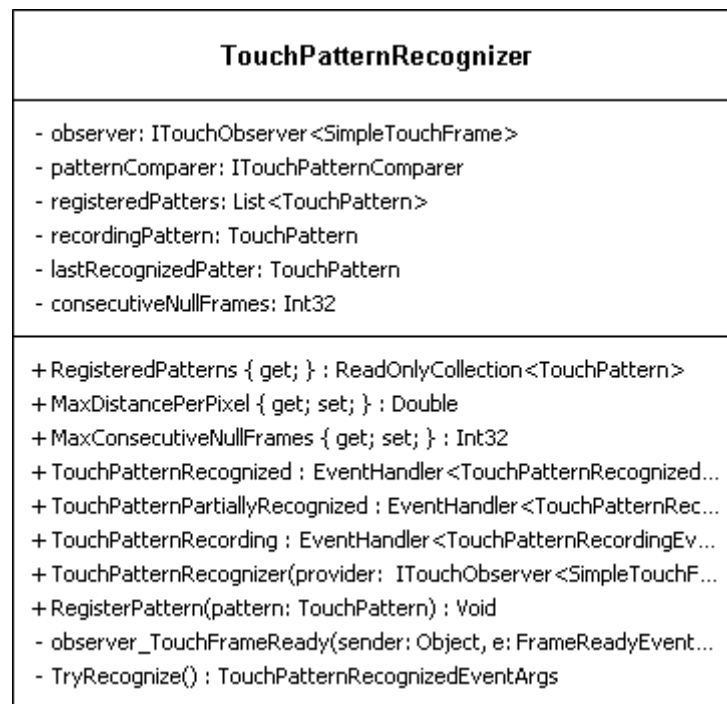 TouchPatternRecognizer
- observer: ITouchObserver<SimpleTouchFrame>
- patternComparer: ITouchPatternComparer
- registeredPatters: List<TouchPattern>
- recordingPattern: TouchPattern
- lastRecognizedPatter: TouchPattern
- consecutiveNullFrames: Int32
+ RegisteredPatterns { get; } : ReadOnlyCollection<TouchPattern>
+ MaxDistancePerPixel { get; set; } : Double
+ MaxConsecutiveNullFrames { get; set; } : Int32
+ TouchPatternRecognized : EventHandler<TouchPatternRecognized...
+ TouchPatternPartiallyRecognized : EventHandler<TouchPatternRec...
+ TouchPatternRecording : EventHandler<TouchPatternRecordingEv...
+ TouchPatternRecognizer(provider: ITouchObserver<SimpleTouchF...
+ RegisterPattern(pattern: TouchPattern) : Void
- observer_TouchFrameReady(sender: Object, e: FrameReadyEvent...
- TryRecognize() : TouchPatternRecognizedEventArgs